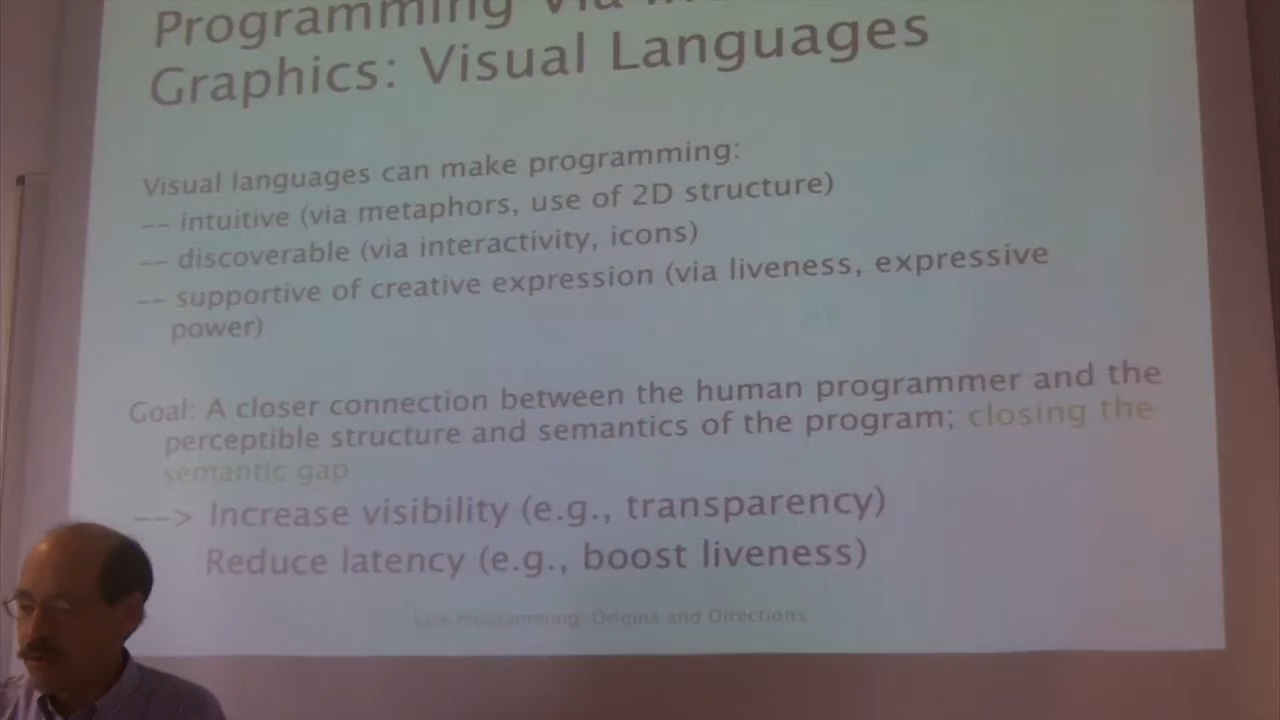 Programming Via
Graphics: Visual Languages
Visual languages can make programming:
-- intuitive (via metaphors, use of 2D structure)
-- discoverable (via interactivity, icons)
-- supportive of creative expression (via liveness, expressive
power)
Goal: A closer connection between the human programmer and the
perceptible structure and semantics of the program; closing the
semantic gap
--> Increase visibility (e.g., transparency)
Reduce latency (e.g., boost liveness)
Live Programming: Origins and Directions